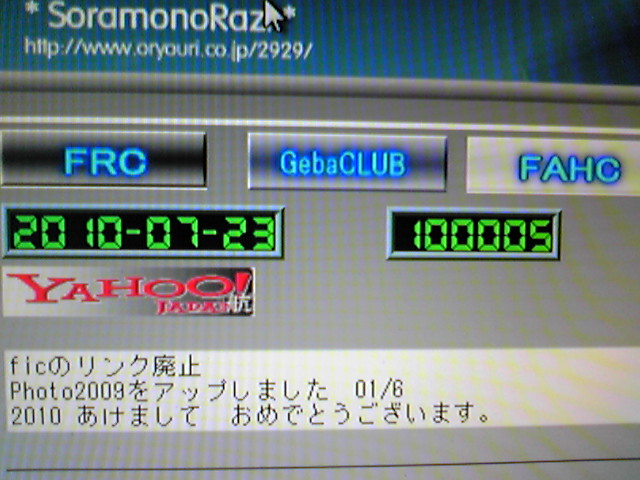 * SoramonoRaz *
http://www.oryouri.co.jp/2929/
FRC GebaCLUB FAHC
2010-07-23 100005
YAHOO!
JAPAN
ficのリンク廃止
Photo2009をアップしました 01/6
2010 あけまして おめでとうございます。